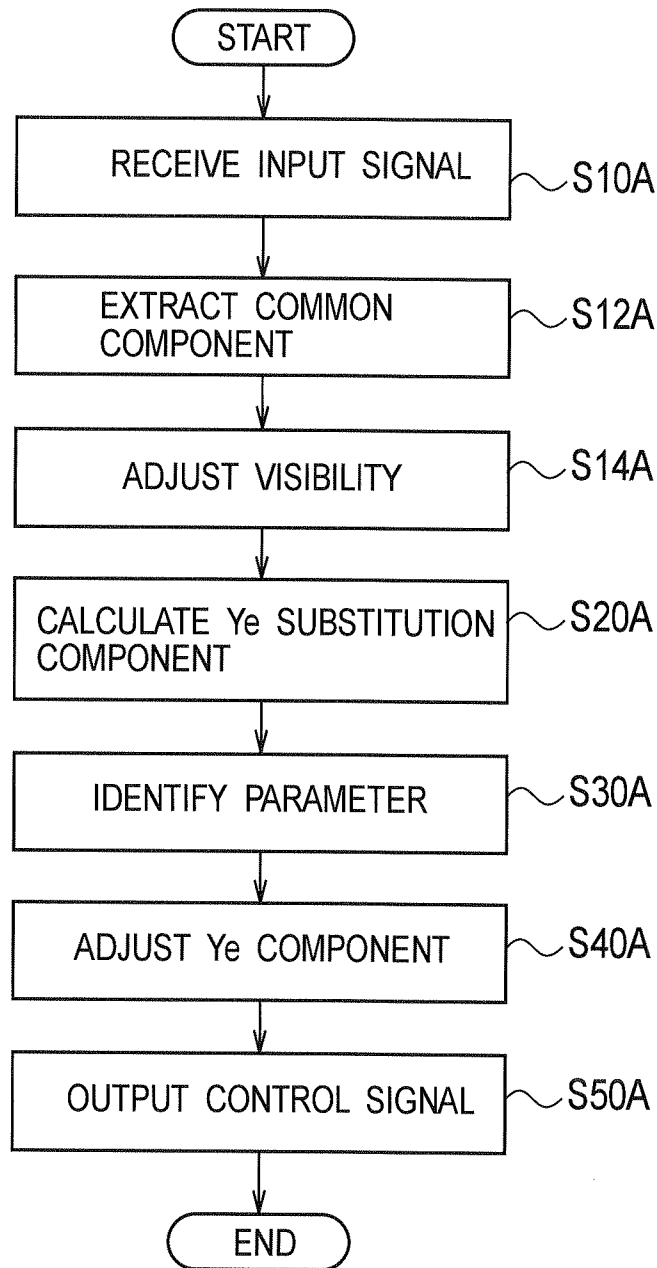 START
RECEIVE INPUT SIGNAL
S10A
EXTRACT COMMON
COMPONENT
S12A
ADJUST VISIBILITY
S14A
CALCULATE Ye SUBSTITUTION
COMPONENT
S20A
IDENTIFY PARAMETER
S30A
ADJUST Ye COMPONENT
S40A
OUTPUT CONTROL SIGNAL
S50A
END